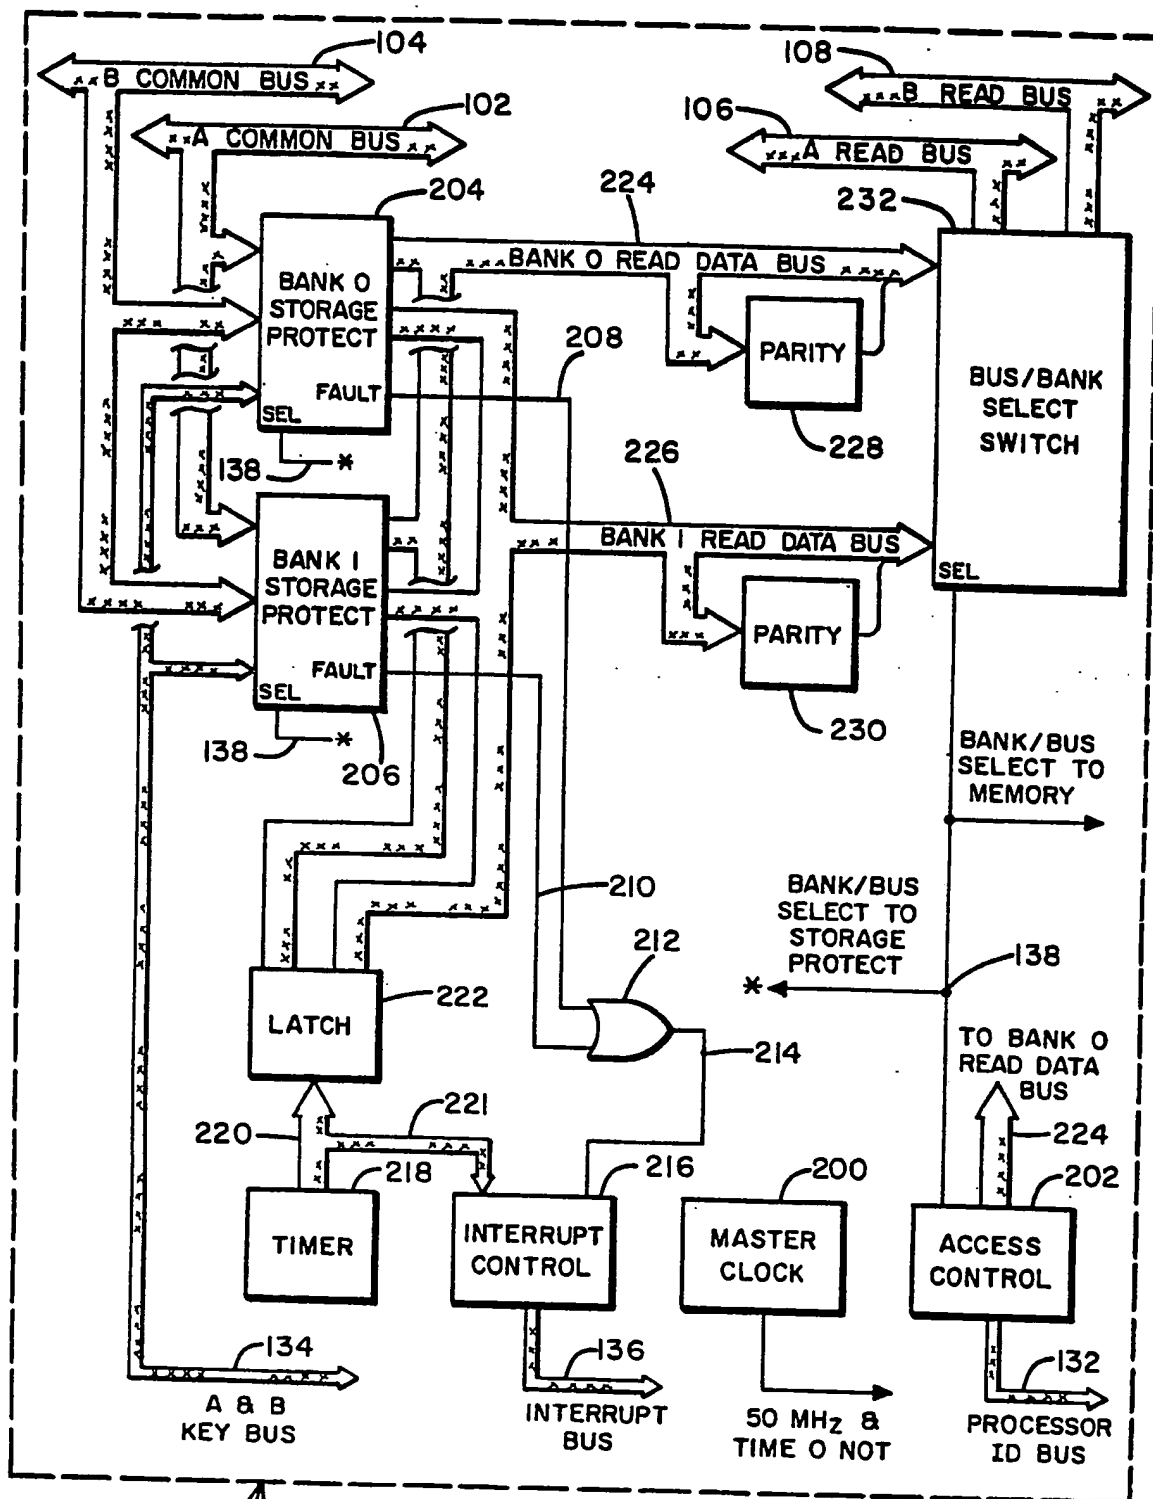 104
B COMMON BUS
102
A COMMON BUS
108
B READ BUS
106
A READ BUS
204
224
232
BANK 0
STORAGE
PROTECT
FAULT
SEL
138
*
BANK 0 READ DATA BUS
208
PARITY
228
BUS/BANK
SELECT
SWITCH
SEL
226
BANK 1 READ DATA BUS
BANK 1
STORAGE
PROTECT
FAULT
SEL
138
*
206
PARITY
230
BANK/BUS
SELECT TO
MEMORY
210
BANK/BUS
SELECT TO
STORAGE
PROTECT
*
138
212
214
LATCH
222
TO BANK 0
READ DATA
BUS
224
220
221
218
TIMER
216
INTERRUPT
CONTROL
200
MASTER
CLOCK
202
ACCESS
CONTROL
134
A & B
KEY BUS
136
INTERRUPT
BUS
50 MHz &
TIME 0 NOT
132
PROCESSOR
ID BUS